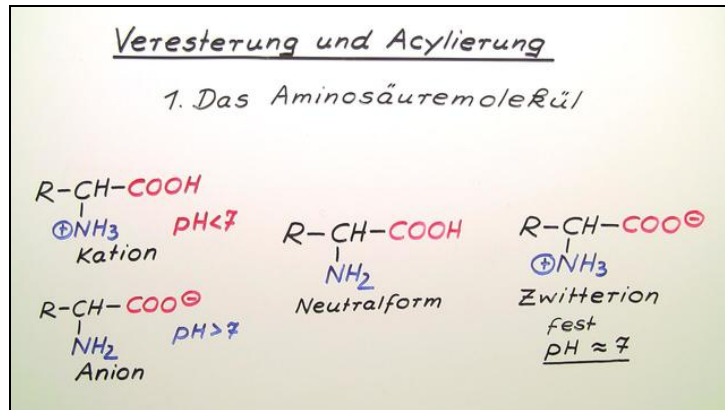 Veresterung und Acylierung
1. Das Aminosäuremolekül
R-CH-COOH
⊕NH3 pH<7
Kation
R-CH-COO⊖
NH2 pH>7
Anion
R-CH-COOH
NH2
Neutralform
R-CH-COO⊖
⊕NH3
Zwitterion
fest
pH ≈ 7